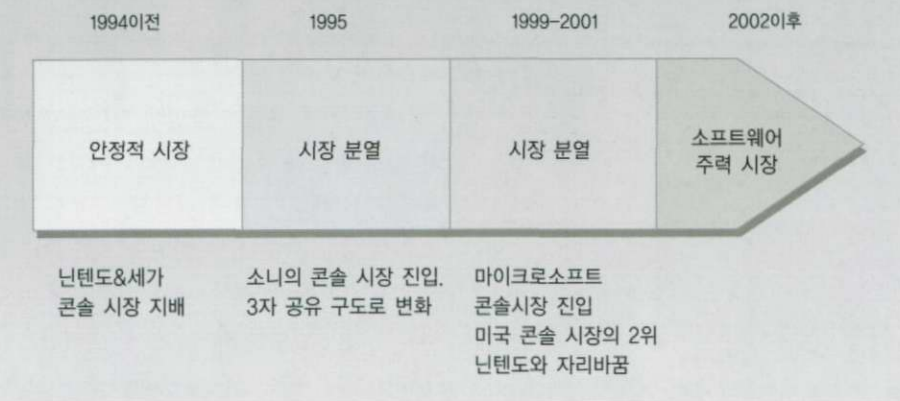 1994이전
1995
1999-2001
2002이후
안정적 시장
시장 분열
시장 분열
소프트웨어
주력 시장
닌텐도&세가
콘솔 시장 지배
소니의 콘솔 시장 진입.
3자 공유 구도로 변화
마이크로소프트
콘솔시장 진입
미국 콘솔 시장의 2위
닌텐도와 자리바꿈